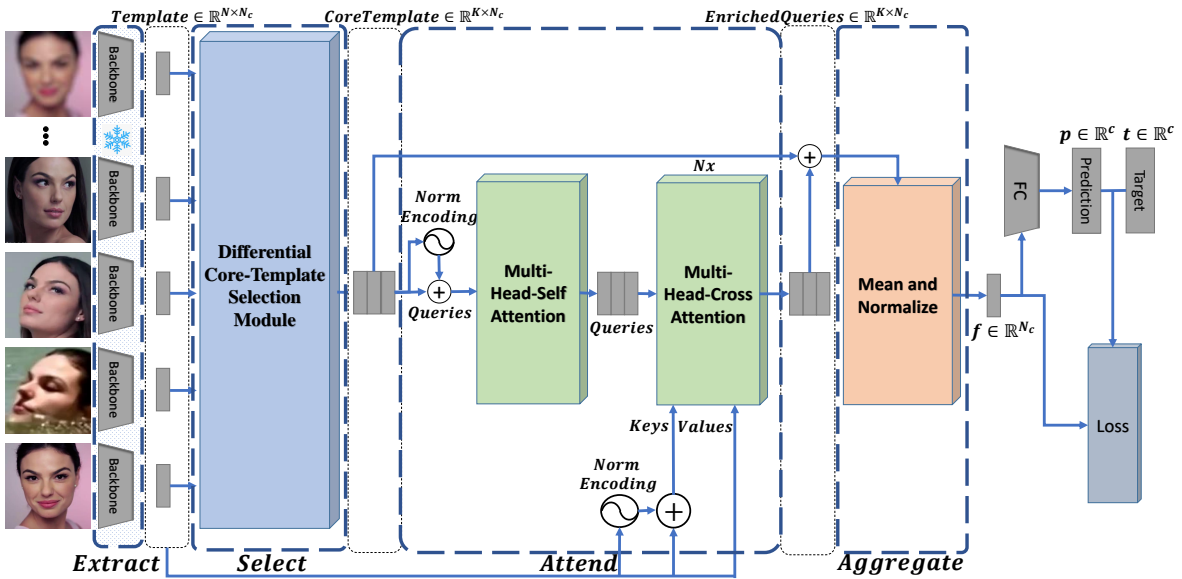 Template ∈ ℝ^{N×N_c}
CoreTemplate ∈ ℝ^{K×N_c}
EnrichedQueries ∈ ℝ^{K×N_c}
Backbone
Backbone
Backbone
Backbone
Backbone
Differential
Core-Template
Selection
Module
Norm
Encoding
Queries
Multi-
Head-Self
Attention
Queries
Nx
Multi-
Head-Cross
Attention
Keys
Values
Norm
Encoding
Mean and
Normalize
f ∈ ℝ^{N_c}
FC
p ∈ ℝ^c
t ∈ ℝ^c
Prediction
Target
Loss
Extract
Select
Attend
Aggregate